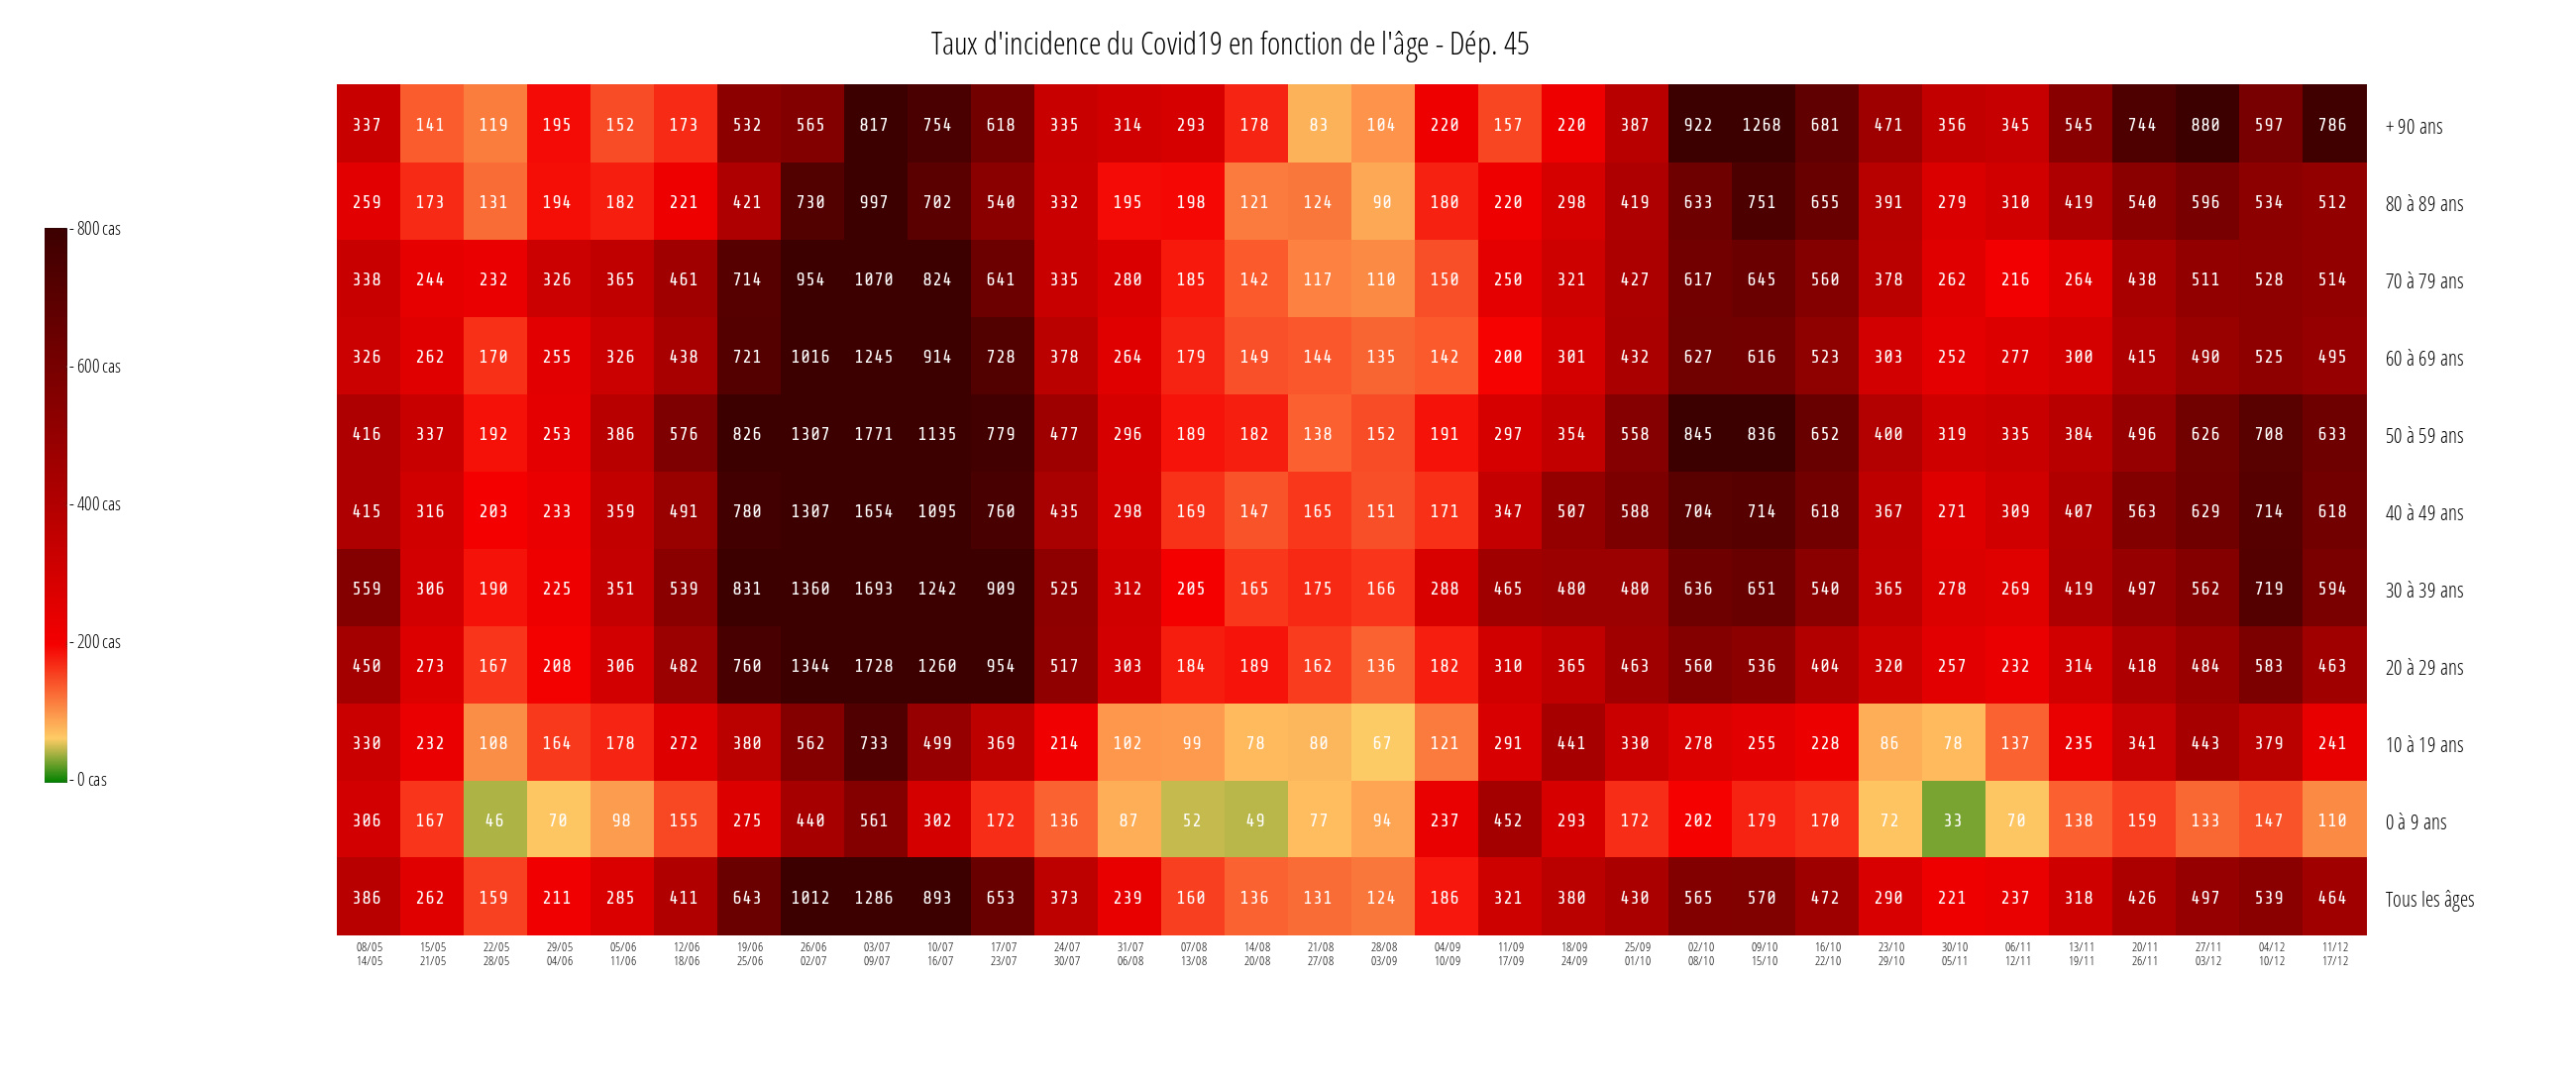 Taux d'incidence du Covid19 en fonction de l'âge - Dép. 45
337 141 119 195 152 173 532 565 817 754 618 335 314 293 178 83 104 220 157 220 387 922 1268 681 471 356 345 545 744 880 597 786 + 90 ans
259 173 131 194 182 221 421 730 997 702 540 332 195 198 121 124 90 180 220 298 419 633 751 655 391 279 310 419 540 596 534 512 80 à 89 ans
338 244 232 326 365 461 714 954 1070 824 641 335 280 185 142 117 110 150 250 321 427 617 645 560 378 262 216 264 438 511 528 514 70 à 79 ans
326 262 170 255 326 438 721 1016 1245 914 728 378 264 179 149 144 135 142 200 301 432 627 616 523 303 252 277 300 415 490 525 495 60 à 69 ans
416 337 192 253 386 576 826 1307 1771 1135 779 477 296 189 182 138 152 191 297 354 558 845 836 652 400 319 335 384 496 626 708 633 50 à 59 ans
415 316 203 233 359 491 780 1307 1654 1095 760 435 298 169 147 165 151 171 347 507 588 704 714 618 367 271 309 407 563 629 714 618 40 à 49 ans
559 306 190 225 351 539 831 1360 1693 1242 909 525 312 205 165 175 166 288 465 480 480 636 651 540 365 278 269 419 497 562 719 594 30 à 39 ans
450 273 167 208 306 482 760 1344 1728 1260 954 517 303 184 189 162 136 182 310 365 463 560 536 404 320 257 232 314 418 484 583 463 20 à 29 ans
330 232 108 164 178 272 380 562 733 499 369 214 102 99 78 80 67 121 291 441 330 278 255 228 86 78 137 235 341 443 379 241 10 à 19 ans
306 167 46 70 98 155 275 440 561 302 172 136 87 52 49 77 94 237 452 293 172 202 179 170 72 33 70 138 159 133 147 110 0 à 9 ans
386 262 159 211 285 411 643 1012 1286 893 653 373 239 160 136 131 124 186 321 380 430 565 570 472 290 221 237 318 426 497 539 464 Tous les âges
08/05 15/05 22/05 29/05 05/06 12/06 19/06 26/06 03/07 10/07 17/07 24/07 31/07 07/08 14/08 21/08 28/08 04/09 11/09 18/09 25/09 02/10 09/10 16/10 23/10 30/10 06/11 13/11 20/11 27/11 04/12 11/12
14/05 21/05 28/05 04/06 11/06 18/06 25/06 02/07 09/07 16/07 23/07 30/07 06/08 13/08 20/08 27/08 03/09 10/09 17/09 24/09 01/10 08/10 15/10 22/10 29/10 05/11 12/11 19/11 26/11 03/12 10/12 17/12
- 800 cas
- 600 cas
- 400 cas
- 200 cas
- 0 cas